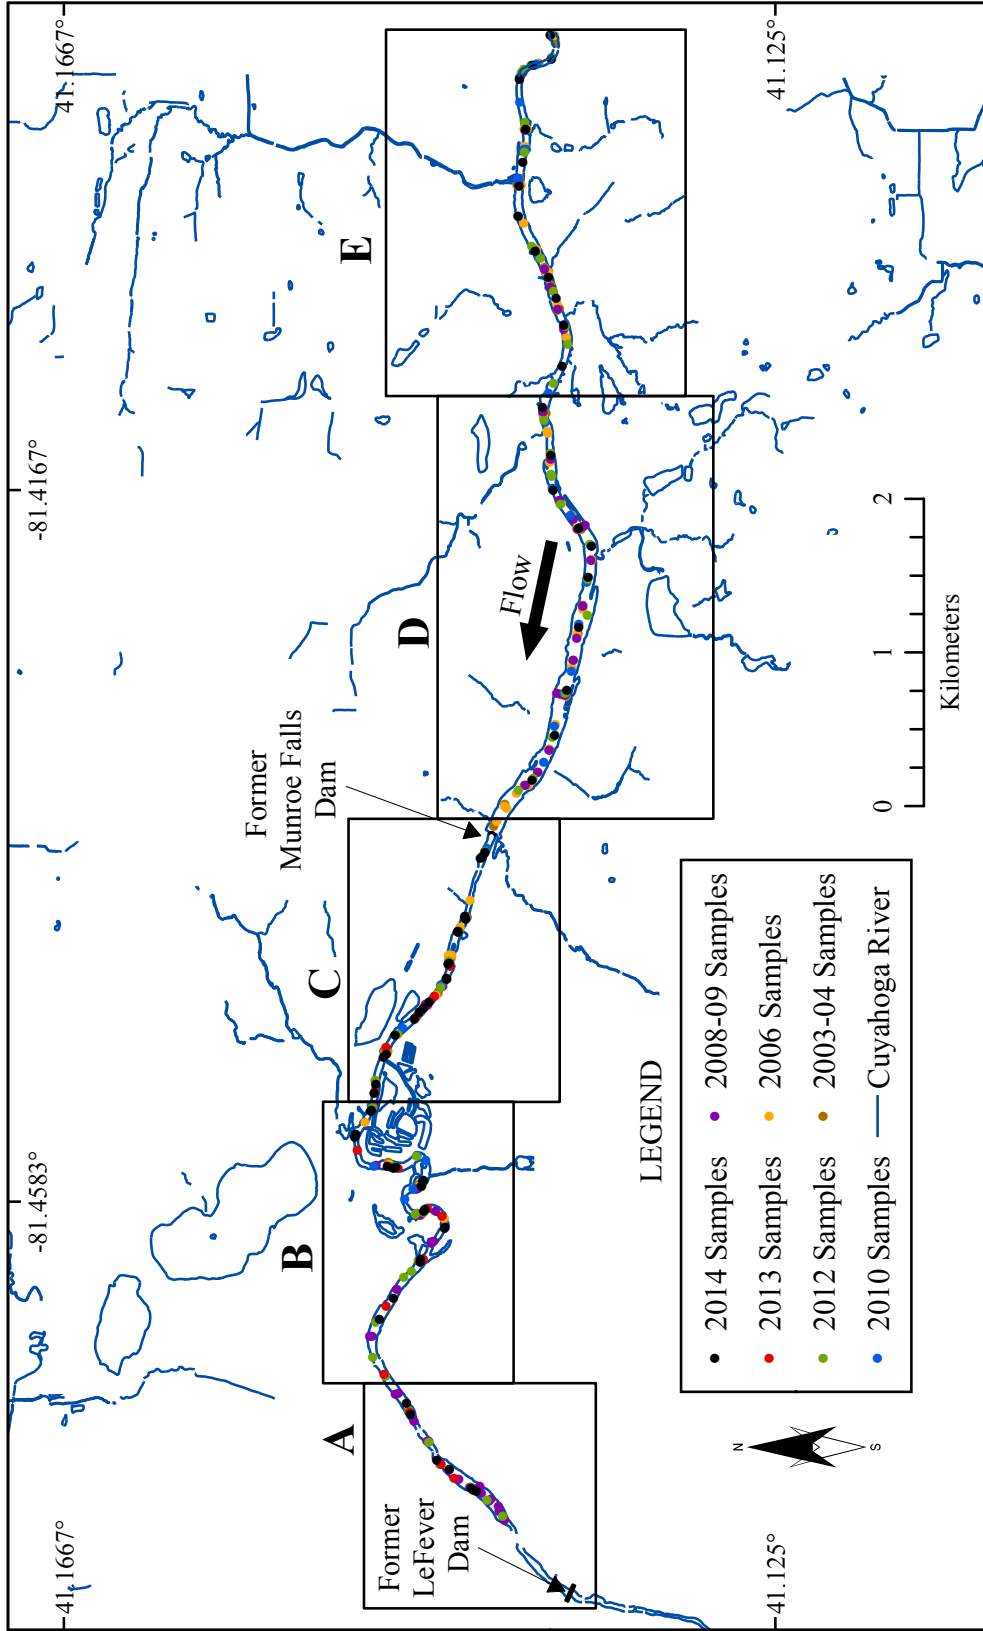 41.1667°
-81.4583°
-81.4167°
41.1667°
A
B
C
D
E
Former
LeFever
Dam
Former
Munroe Falls
Dam
Flow
41.125°
41.125°
N
S
LEGEND
2014 Samples
2008-09 Samples
2013 Samples
2006 Samples
2012 Samples
2003-04 Samples
2010 Samples
Cuyahoga River
0
1
2
Kilometers